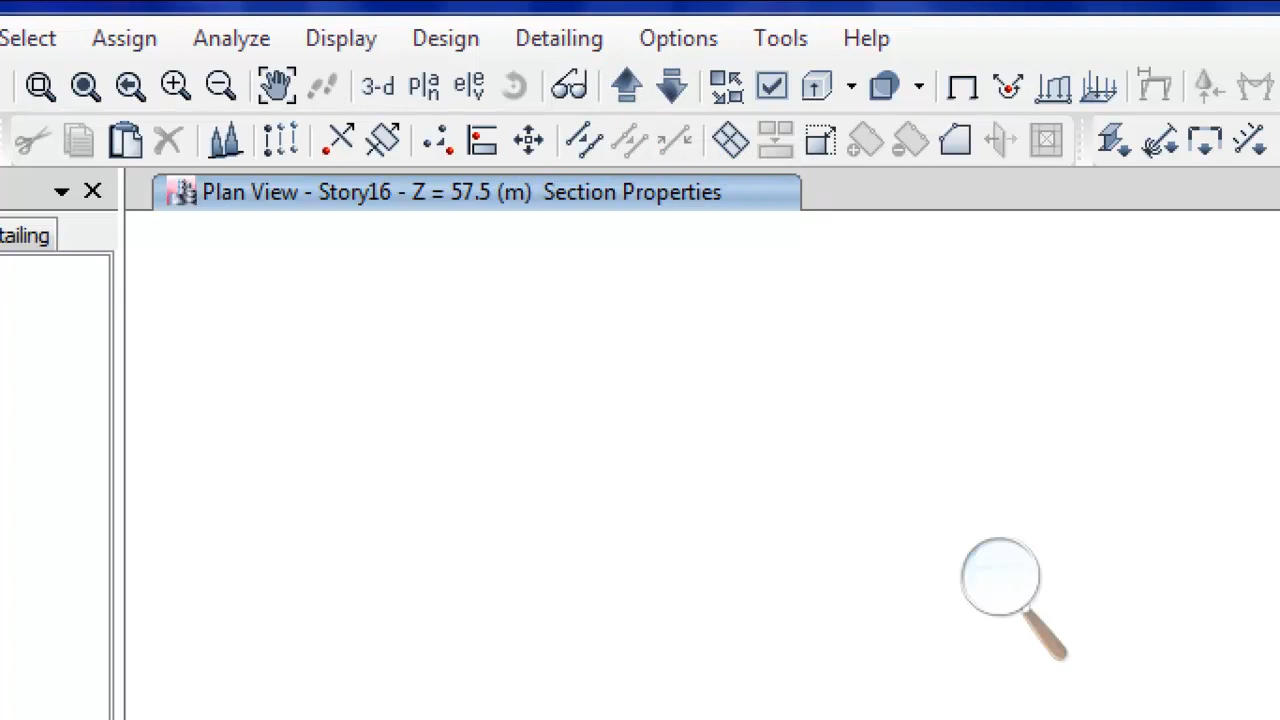 Select Assign Analyze Display Design Detailing Options Tools Help
3-d pla n ele v
Plan View - Story16 - Z = 57.5 (m) Section Properties
tailing